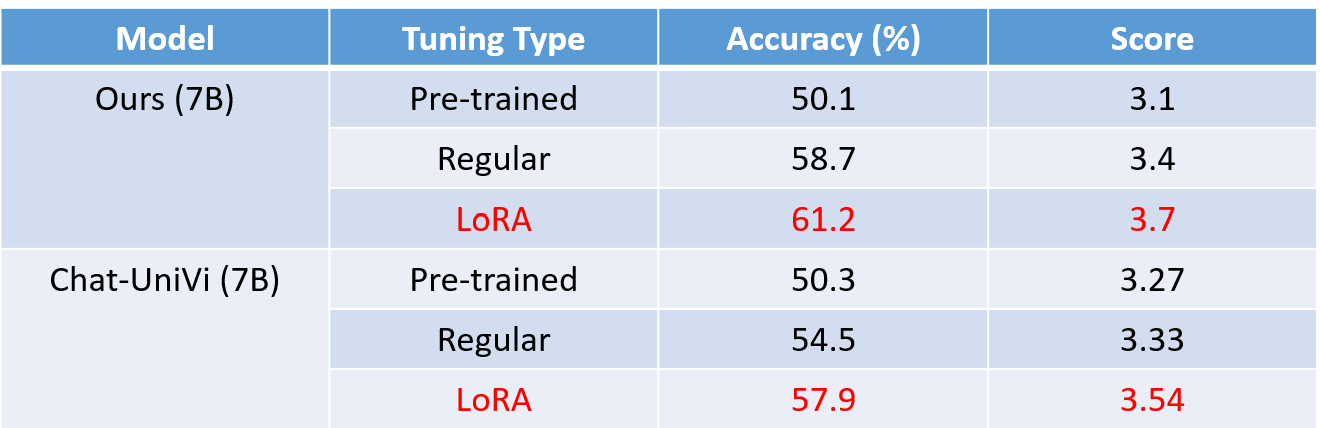 Model Tuning Type Accuracy (%) Score
Ours (7B) Pre-trained 50.1 3.1
Regular 58.7 3.4
LoRA 61.2 3.7
Chat-UniVi (7B) Pre-trained 50.3 3.27
Regular 54.5 3.33
LoRA 57.9 3.54